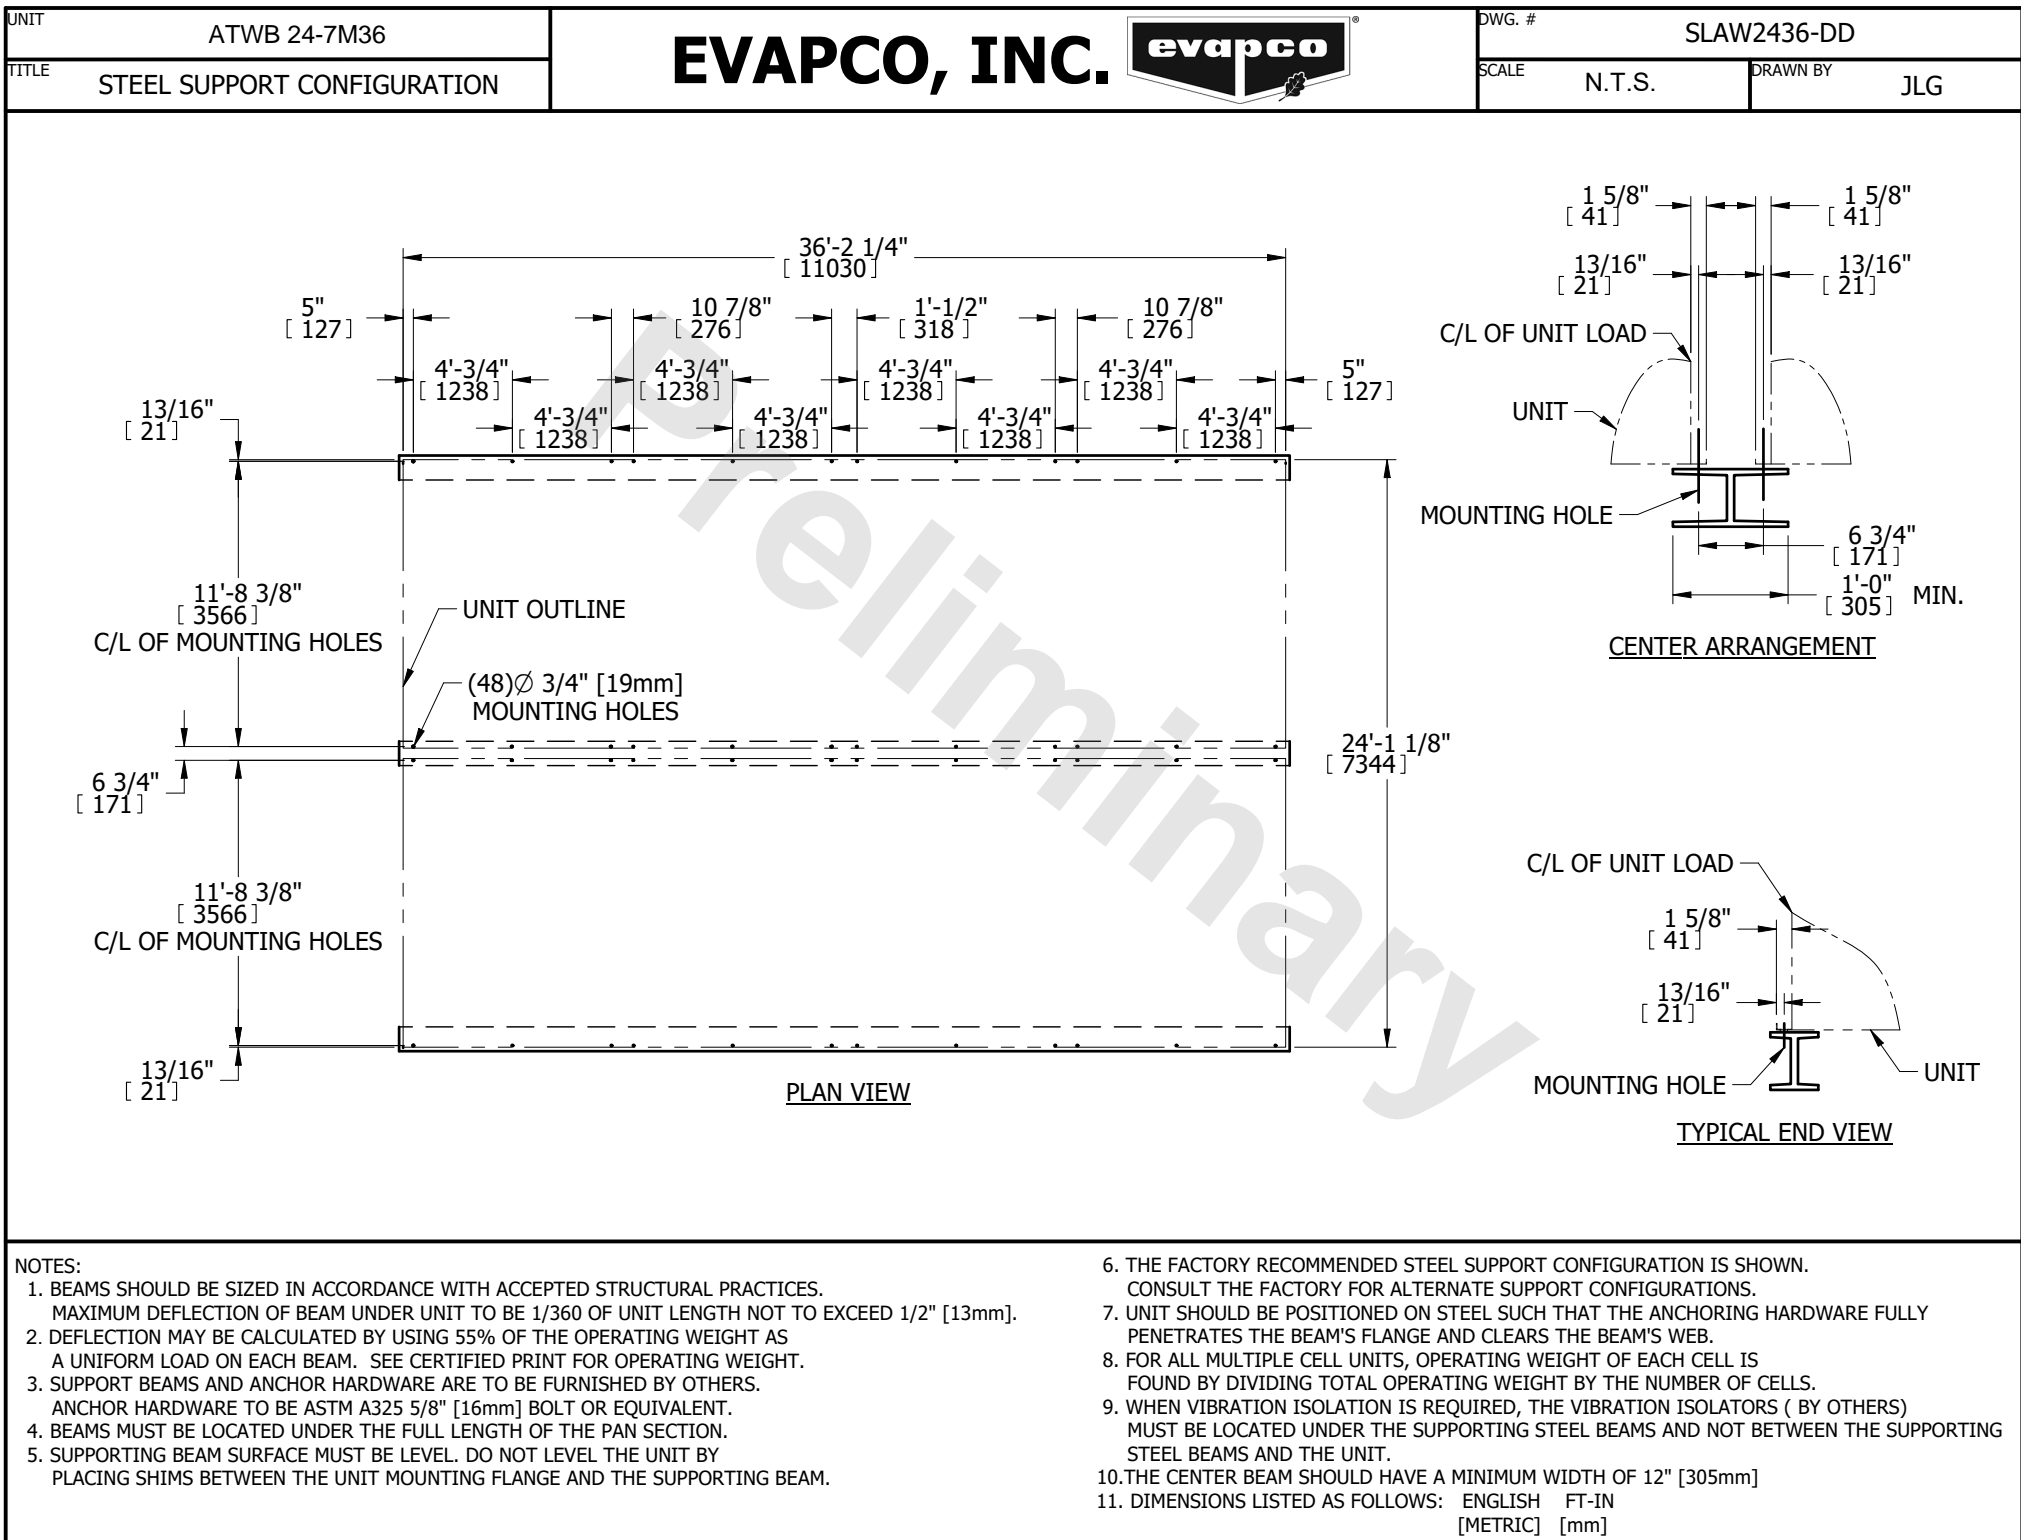 UNIT
ATWB 24-7M36
TITLE
STEEL SUPPORT CONFIGURATION
EVAPCO, INC.
evapco
®
DWG. #
SLAW2436-DD
SCALE
N.T.S.
DRAWN BY
JLG
36'-2 1/4"
[ 11030 ]
5"
[ 127 ]
10 7/8"
[ 276 ]
1'-1/2"
[ 318 ]
10 7/8"
[ 276 ]
4'-3/4"
[ 1238 ]
4'-3/4"
[ 1238 ]
4'-3/4"
[ 1238 ]
4'-3/4"
[ 1238 ]
5"
[ 127 ]
4'-3/4"
[ 1238 ]
4'-3/4"
[ 1238 ]
4'-3/4"
[ 1238 ]
4'-3/4"
[ 1238 ]
13/16"
[ 21 ]
11'-8 3/8"
[ 3566 ]
C/L OF MOUNTING HOLES
UNIT OUTLINE
(48)∅ 3/4" [19mm]
MOUNTING HOLES
6 3/4"
[ 171 ]
24'-1 1/8"
[ 7344 ]
11'-8 3/8"
[ 3566 ]
C/L OF MOUNTING HOLES
13/16"
[ 21 ]
PLAN VIEW
Preliminary
1 5/8"
[ 41 ]
1 5/8"
[ 41 ]
13/16"
[ 21 ]
13/16"
[ 21 ]
C/L OF UNIT LOAD
UNIT
MOUNTING HOLE
6 3/4"
[ 171 ]
1'-0"
[ 305 ]
MIN.
CENTER ARRANGEMENT
C/L OF UNIT LOAD
1 5/8"
[ 41 ]
13/16"
[ 21 ]
MOUNTING HOLE
UNIT
TYPICAL END VIEW
NOTES:
1. BEAMS SHOULD BE SIZED IN ACCORDANCE WITH ACCEPTED STRUCTURAL PRACTICES.
MAXIMUM DEFLECTION OF BEAM UNDER UNIT TO BE 1/360 OF UNIT LENGTH NOT TO EXCEED 1/2" [13mm].
2. DEFLECTION MAY BE CALCULATED BY USING 55% OF THE OPERATING WEIGHT AS
A UNIFORM LOAD ON EACH BEAM. SEE CERTIFIED PRINT FOR OPERATING WEIGHT.
3. SUPPORT BEAMS AND ANCHOR HARDWARE ARE TO BE FURNISHED BY OTHERS.
ANCHOR HARDWARE TO BE ASTM A325 5/8" [16mm] BOLT OR EQUIVALENT.
4. BEAMS MUST BE LOCATED UNDER THE FULL LENGTH OF THE PAN SECTION.
5. SUPPORTING BEAM SURFACE MUST BE LEVEL. DO NOT LEVEL THE UNIT BY
PLACING SHIMS BETWEEN THE UNIT MOUNTING FLANGE AND THE SUPPORTING BEAM.
6. THE FACTORY RECOMMENDED STEEL SUPPORT CONFIGURATION IS SHOWN.
CONSULT THE FACTORY FOR ALTERNATE SUPPORT CONFIGURATIONS.
7. UNIT SHOULD BE POSITIONED ON STEEL SUCH THAT THE ANCHORING HARDWARE FULLY
PENETRATES THE BEAM'S FLANGE AND CLEARS THE BEAM'S WEB.
8. FOR ALL MULTIPLE CELL UNITS, OPERATING WEIGHT OF EACH CELL IS
FOUND BY DIVIDING TOTAL OPERATING WEIGHT BY THE NUMBER OF CELLS.
9. WHEN VIBRATION ISOLATION IS REQUIRED, THE VIBRATION ISOLATORS ( BY OTHERS)
MUST BE LOCATED UNDER THE SUPPORTING STEEL BEAMS AND NOT BETWEEN THE SUPPORTING
STEEL BEAMS AND THE UNIT.
10.THE CENTER BEAM SHOULD HAVE A MINIMUM WIDTH OF 12" [305mm]
11. DIMENSIONS LISTED AS FOLLOWS: ENGLISH FT-IN
[METRIC] [mm]